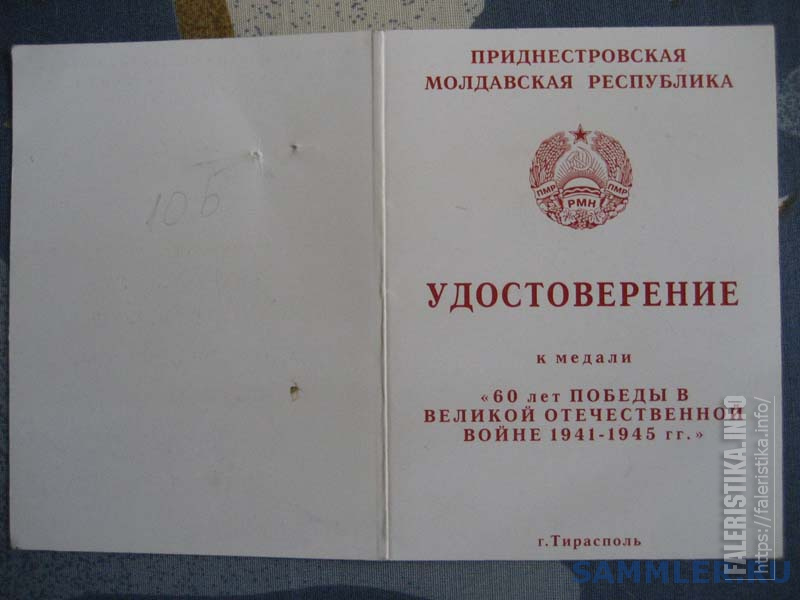 10б
ПРИДНЕСТРОВСКАЯ
МОЛДАВСКАЯ РЕСПУБЛИКА
ПМР
ПМР
РМН
УДОСТОВЕРЕНИЕ
к медали
«60 лет ПОБЕДЫ В
ВЕЛИКОЙ ОТЕЧЕСТВЕННОЙ
ВОЙНЕ 1941-1945 гг.»
г.Тирасполь
FALERISTIKA.INFO
https://faleristika.info/
SAMMLER.RU